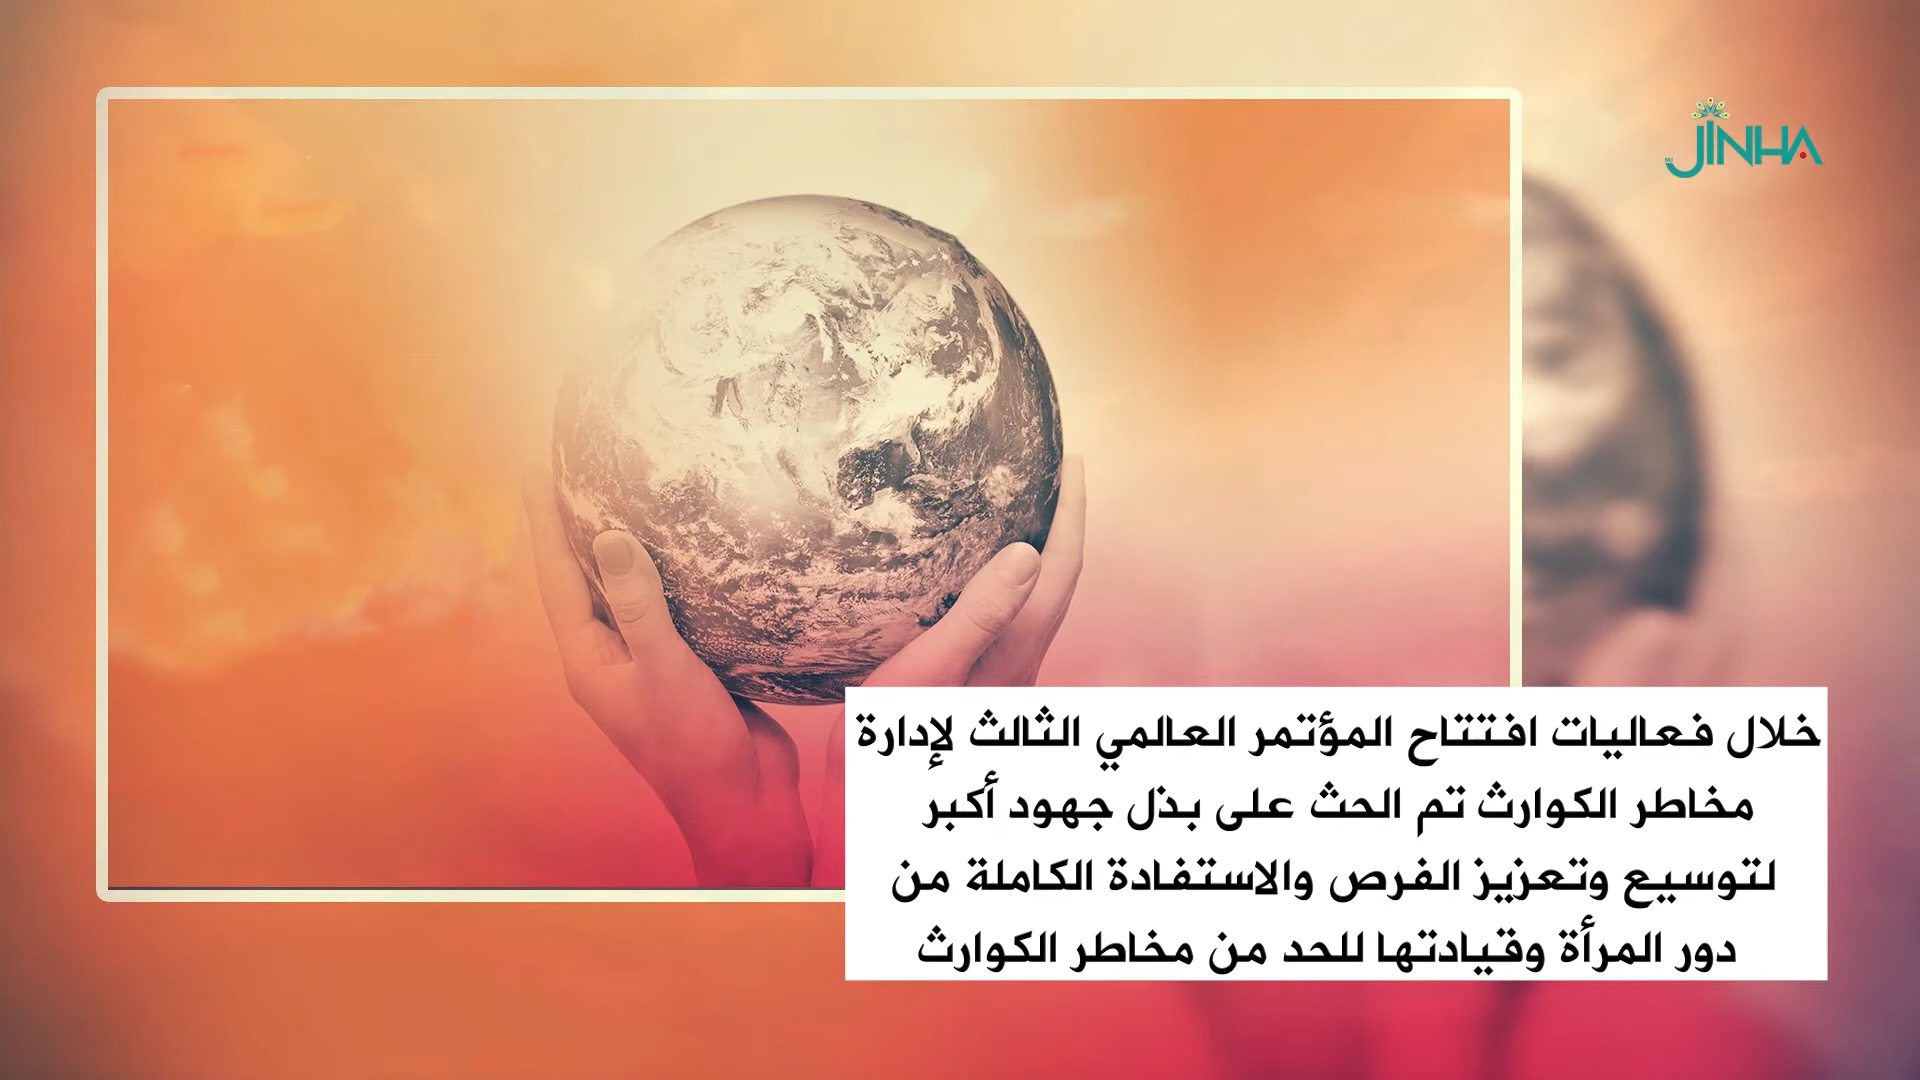 JINHA
خلال فعاليات افتتاح المؤتمر العالمي الثالث لإدارة
مخاطر الكوارث تم الحث على بذل جهود أكبر
لتوسيع وتعزيز الفرص والاستفادة الكاملة من
دور المرأة وقيادتها للحد من مخاطر الكوارث